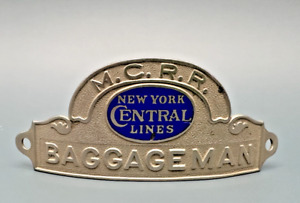 M.C.R.R.
NEW YORK
CENTRAL
LINES
BAGGAGEMAN